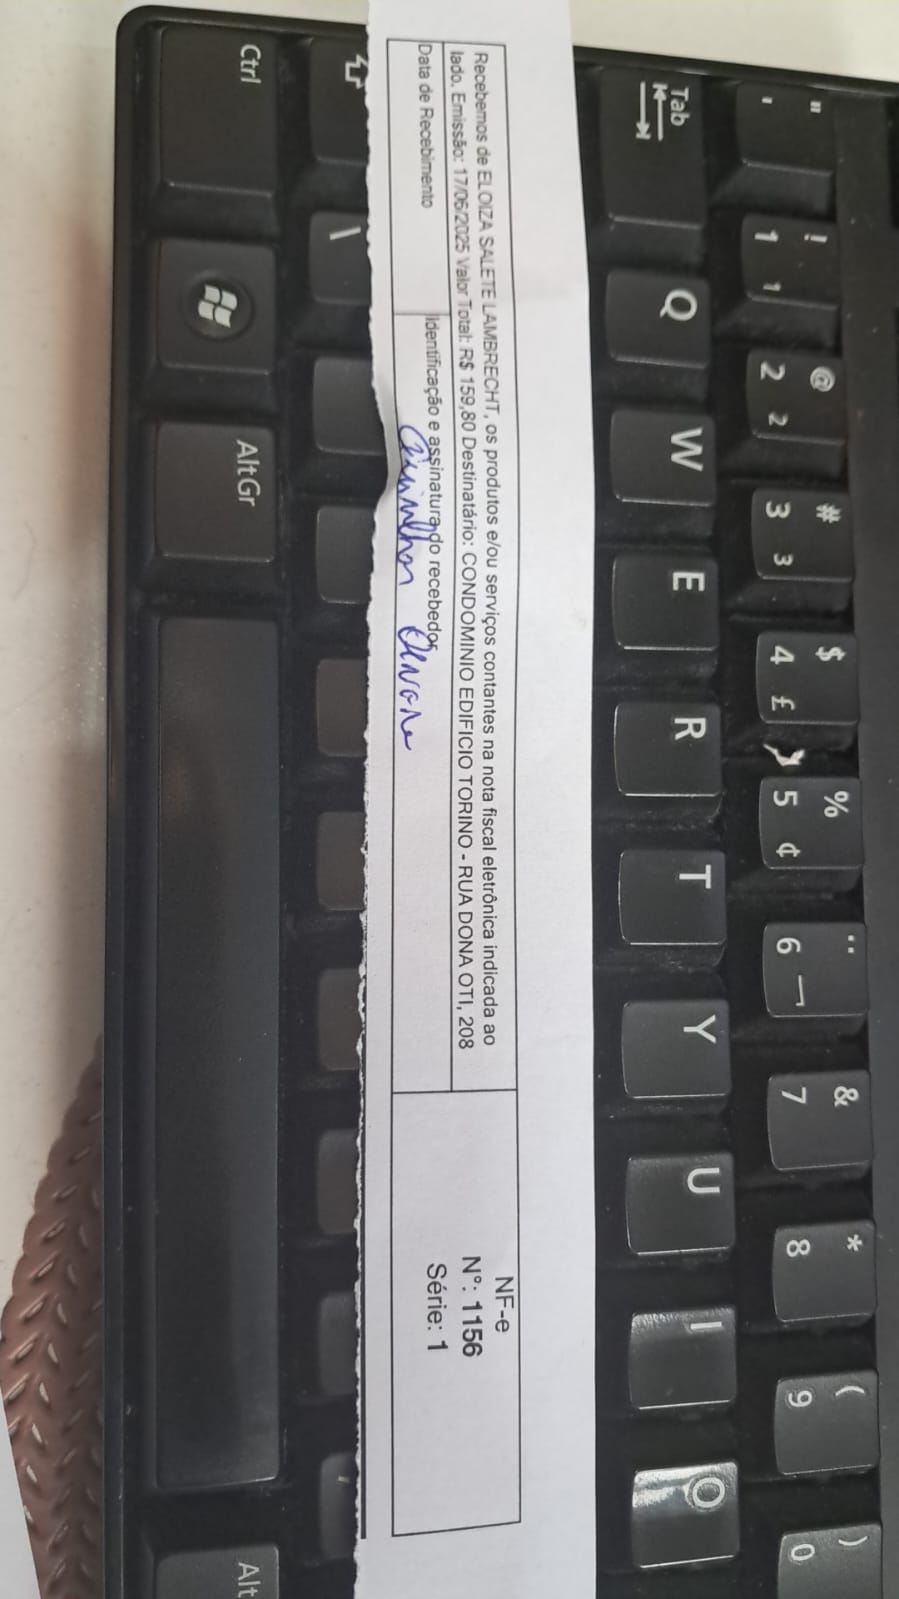 Recebemos de ELOIZA SALETE LAMBRECHT, os produtos e/ou serviços contantes na nota fiscal eletrônica indicada ao
lado. Emissão: 17/06/2025 Valor Total: R$ 159,80 Destinatário: CONDOMINIO EDIFICIO TORINO - RUA DONA OTI, 208
Data de Recebimento
Identificação e assinatura do recebedor
NF-e
Nº: 1156
Série: 1
" ! @ # $ % ¨ & * ( )
' 1 1 2 2 3 3 4 £ 5 ¢ 6 ¬ 7 8 9 0
Tab Q W E R T Y U I O
\
Ctrl AltGr Alt